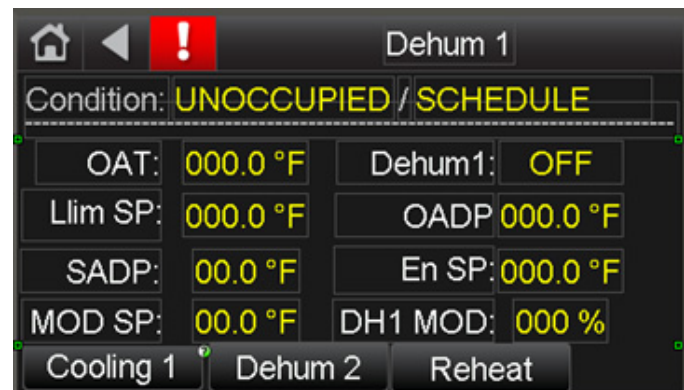 ! Dehum 1
Condition: UNOCCUPIED / SCHEDULE
OAT: 000.0 °F Dehum1: OFF
Llim SP: 000.0 °F OADP 000.0 °F
SADP: 00.0 °F En SP: 000.0 °F
MOD SP: 00.0 °F DH1 MOD: 000 %
Cooling 1 ? Dehum 2 Reheat